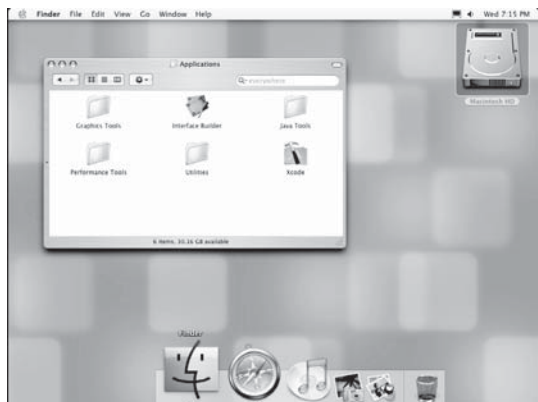 Finder File Edit View Go Window Help
Wed 7:15 PM
Applications
everywhere
Macintosh HD
Graphics Tools
Interface Builder
Java Tools
Performance Tools
Utilities
Xcode
6 items, 30.16 GB available
Finder